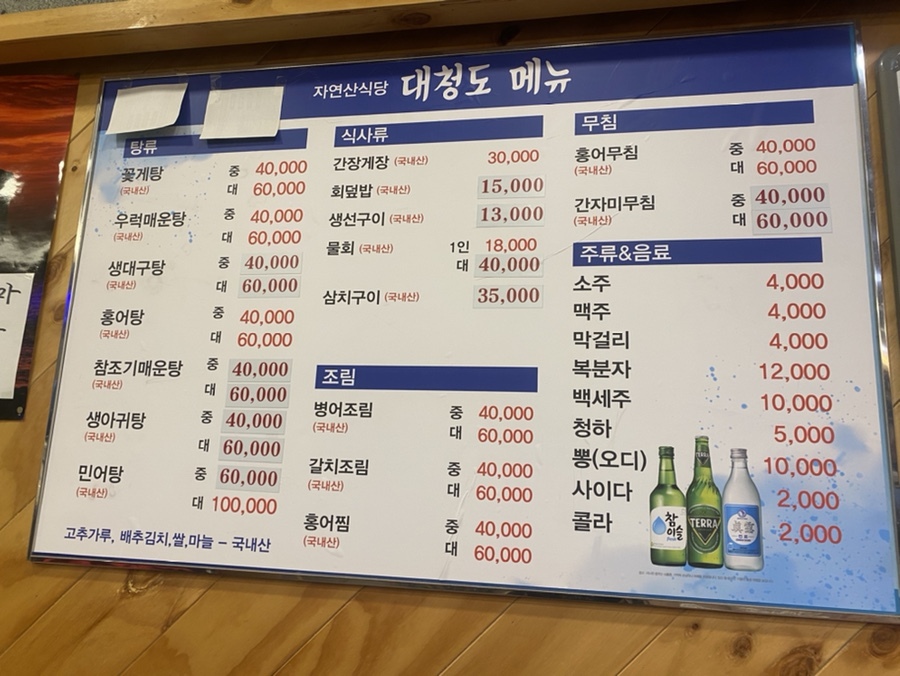 자연산식당 대청도 메뉴
탕류
꽃게탕 중 40,000
(국내산) 대 60,000
우럭매운탕 중 40,000
(국내산) 대 60,000
생대구탕 중 40,000
(국내산) 대 60,000
홍어탕 중 40,000
(국내산) 대 60,000
참조기매운탕 중 40,000
(국내산) 대 60,000
생아귀탕 중 40,000
(국내산) 대 60,000
민어탕 중 60,000
(국내산) 대 100,000
고추가루, 배추김치,쌀,마늘 - 국내산
식사류
간장게장 (국내산) 30,000
회덮밥 (국내산) 15,000
생선구이 (국내산) 13,000
물회 (국내산) 1인 18,000
대 40,000
삼치구이 (국내산) 35,000
조림
병어조림 중 40,000
(국내산) 대 60,000
갈치조림 중 40,000
(국내산) 대 60,000
홍어찜 중 40,000
(국내산) 대 60,000
무침
홍어무침 중 40,000
(국내산) 대 60,000
간자미무침 중 40,000
(국내산) 대 60,000
주류&음료
소주 4,000
맥주 4,000
막걸리 4,000
복분자 12,000
백세주 10,000
청하 5,000
뽕(오디) 10,000
사이다 2,000
콜라 2,000
참이슬
TERRA